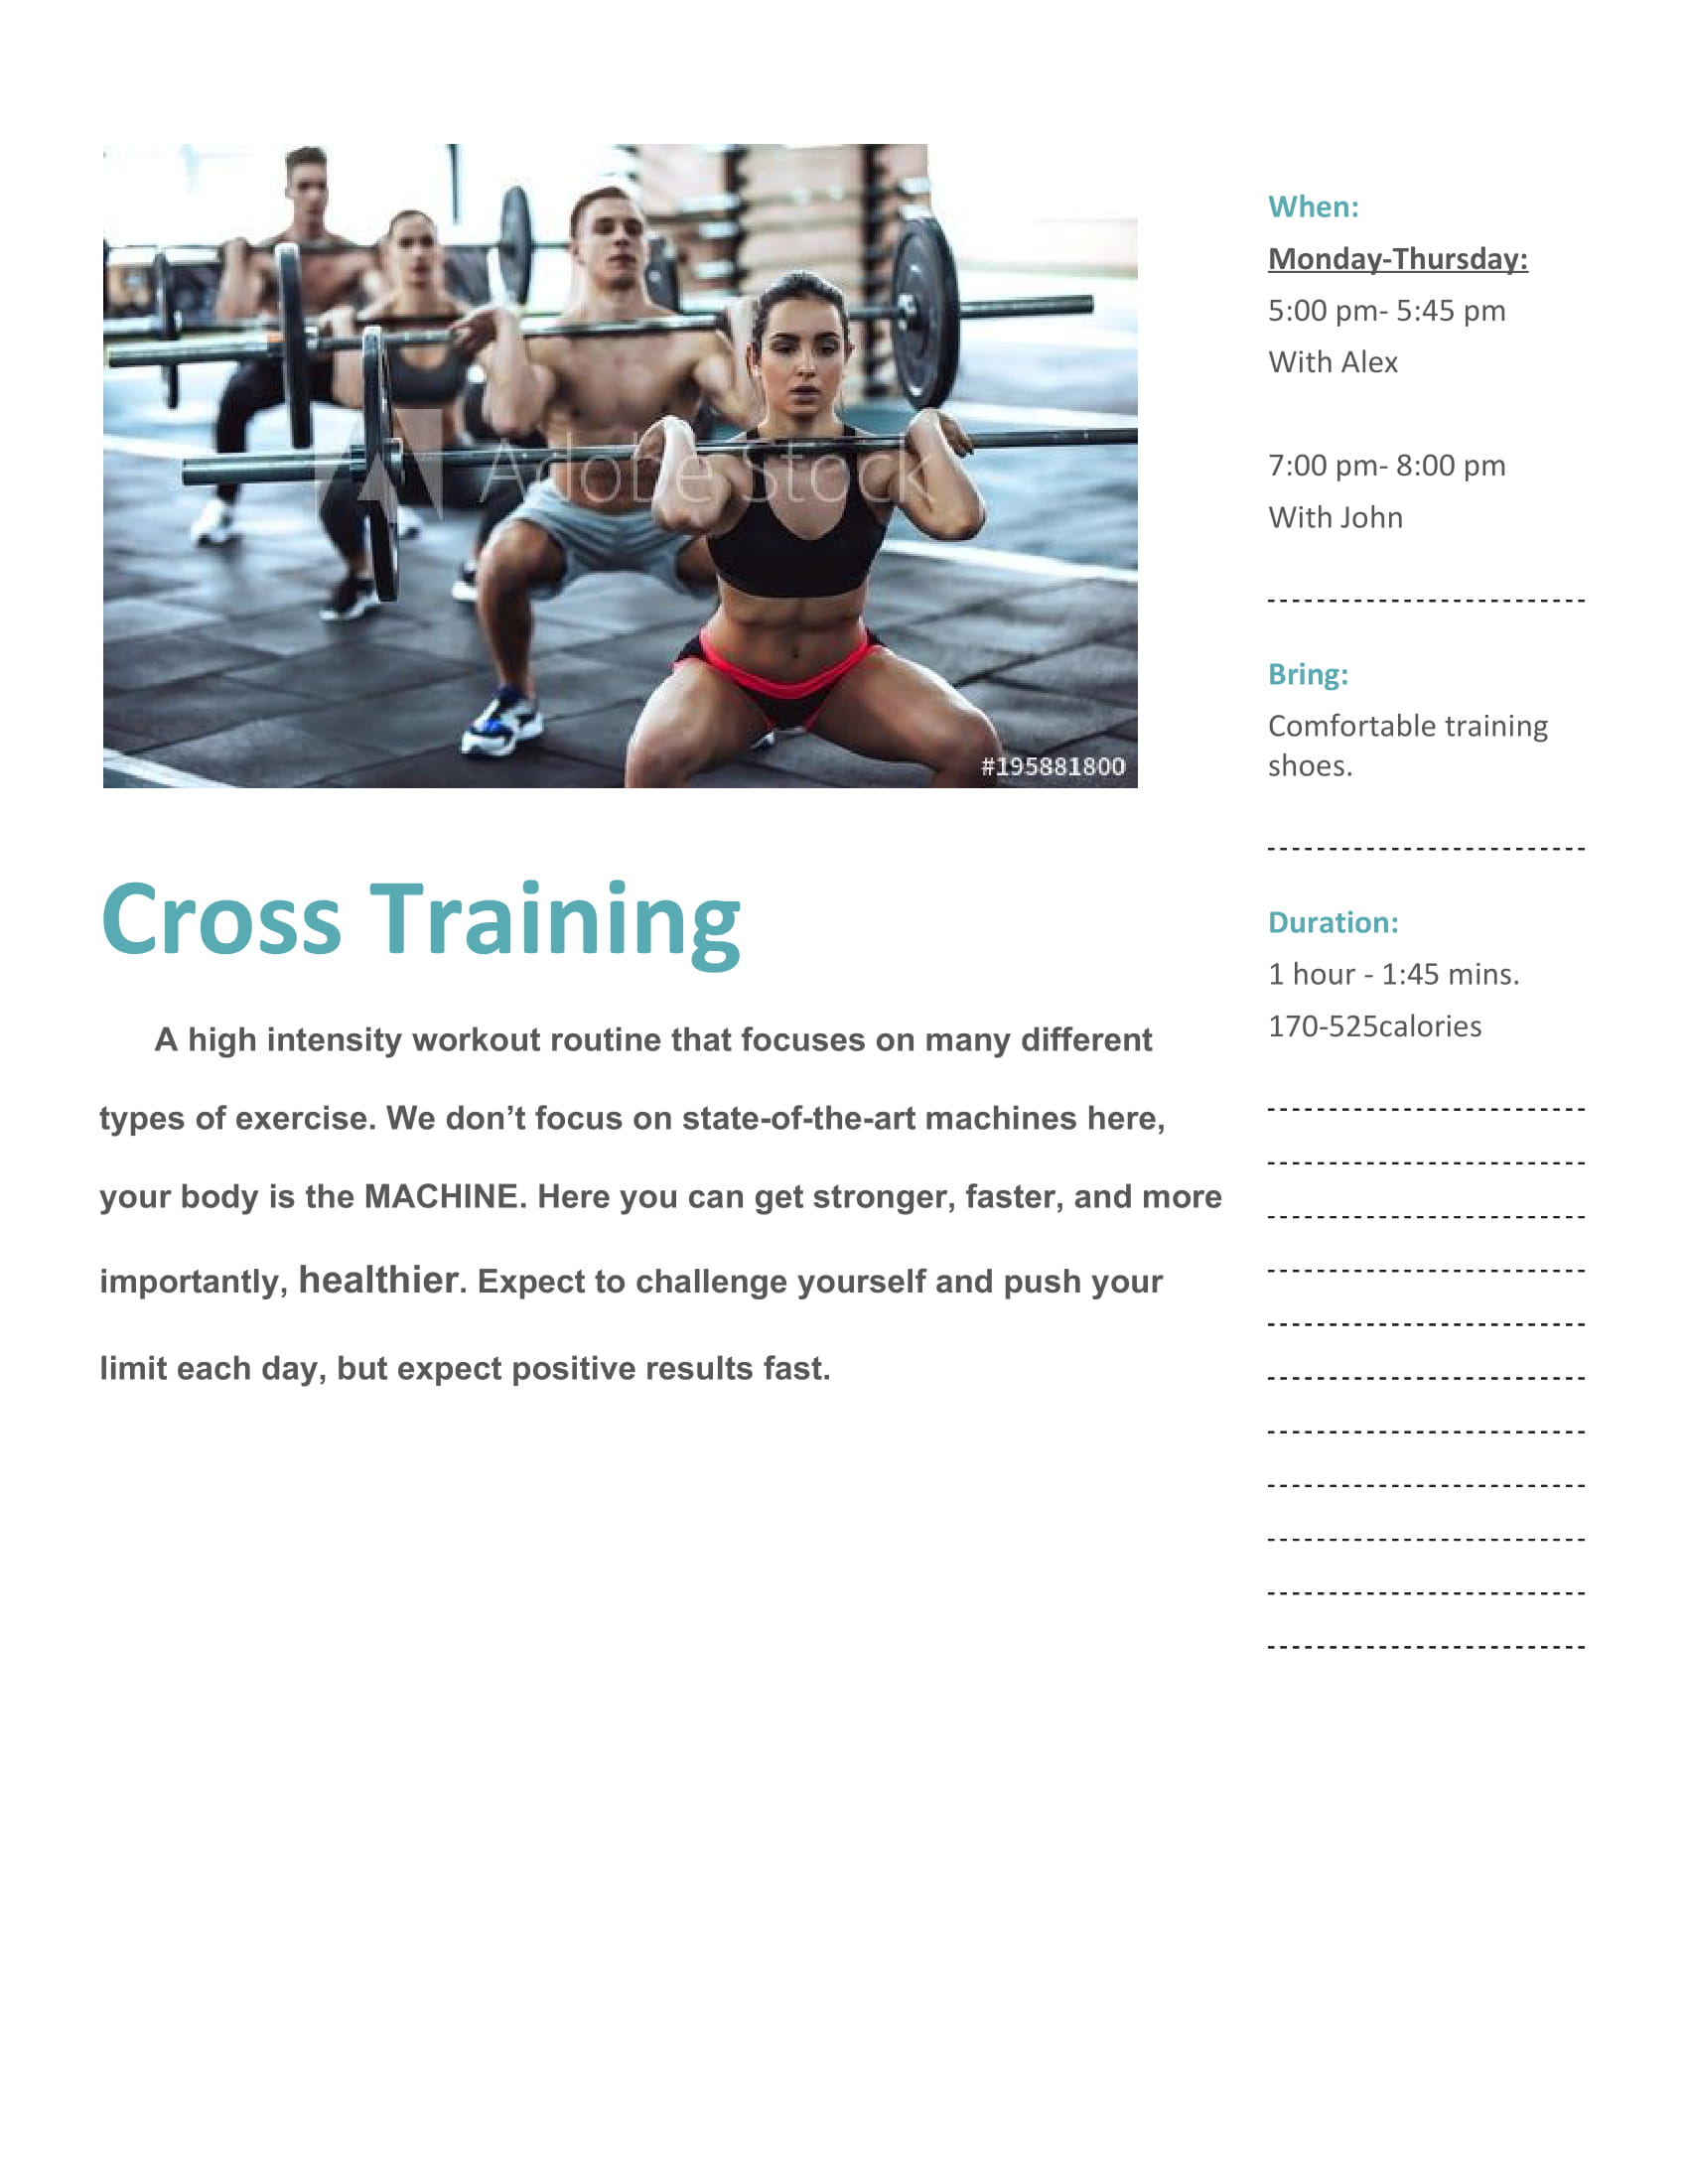 Adobe Stock
#195881800
Cross Training
A high intensity workout routine that focuses on many different
types of exercise. We don’t focus on state-of-the-art machines here,
your body is the MACHINE. Here you can get stronger, faster, and more
importantly, healthier. Expect to challenge yourself and push your
limit each day, but expect positive results fast.
When:
Monday-Thursday:
5:00 pm- 5:45 pm
With Alex
7:00 pm- 8:00 pm
With John
Bring:
Comfortable training
shoes.
Duration:
1 hour - 1:45 mins.
170-525calories